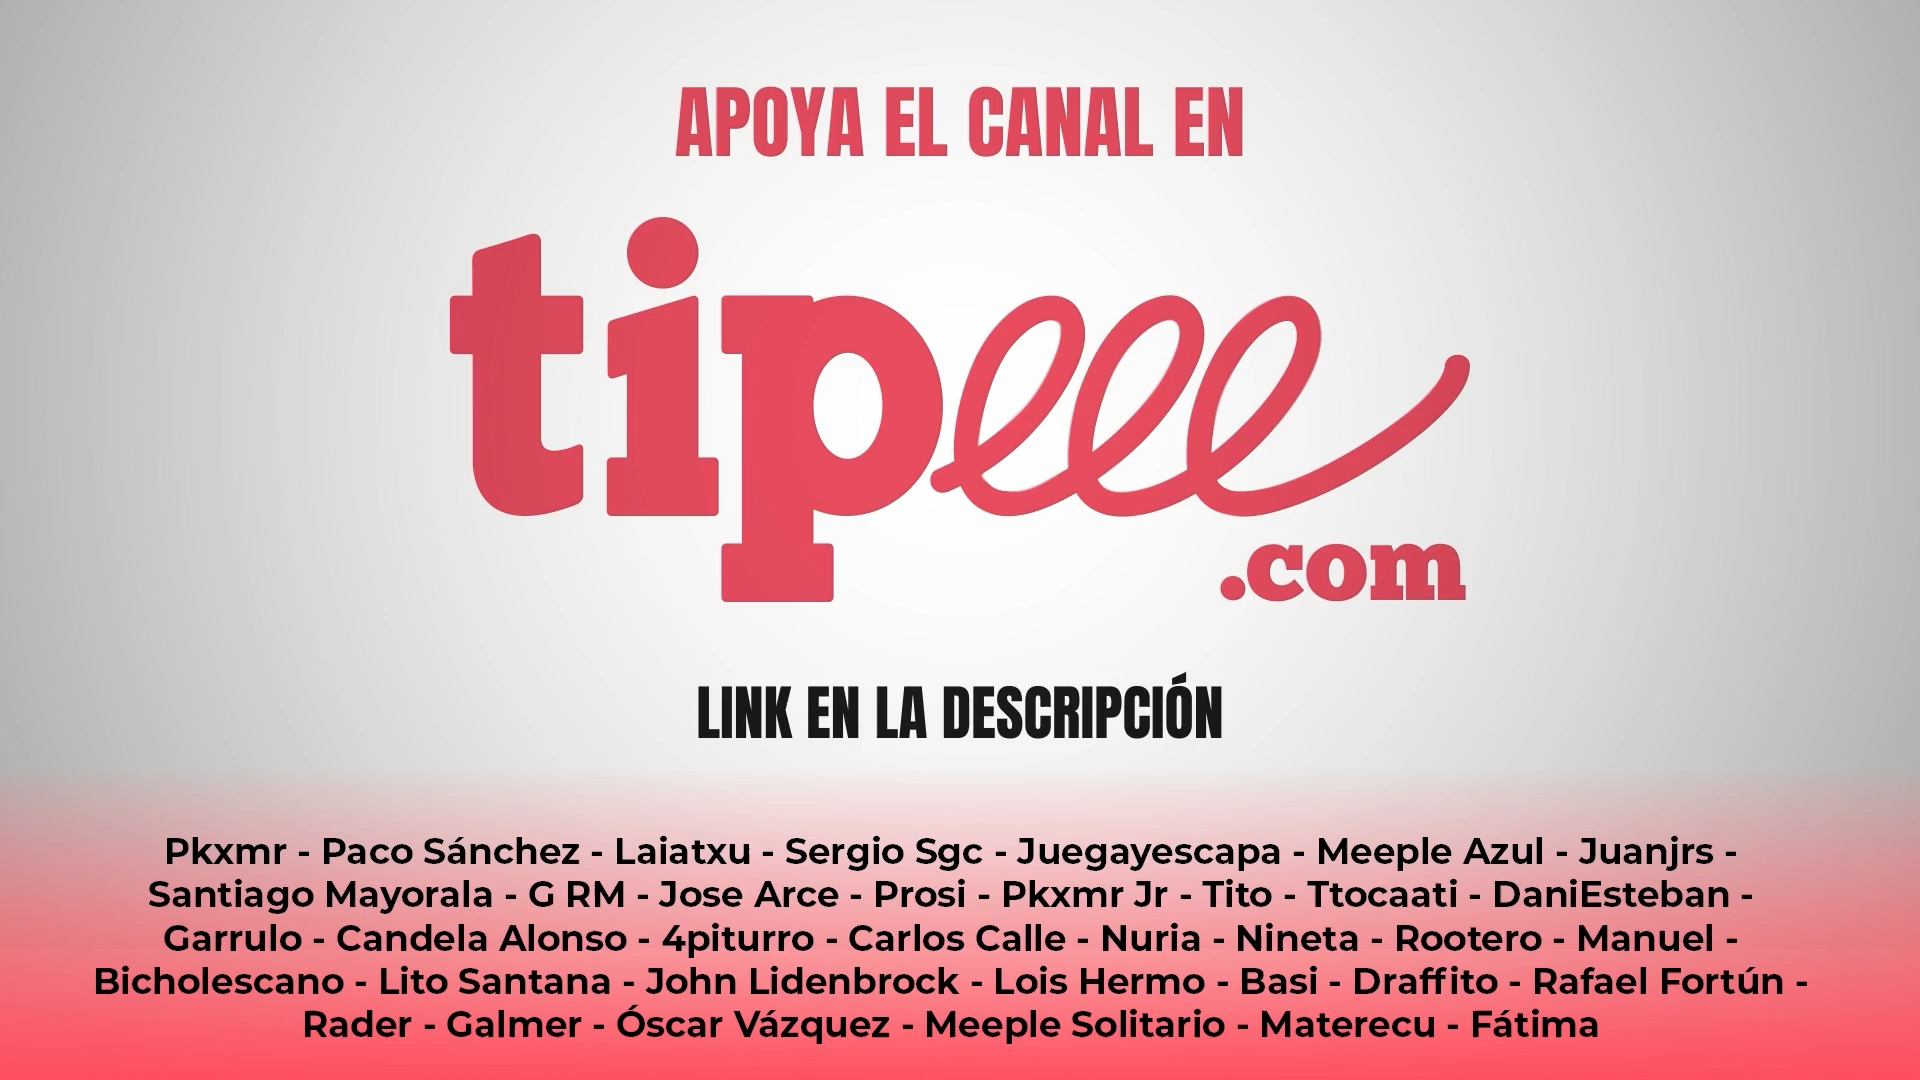 APOYA EL CANAL EN
tipeee
.com
LINK EN LA DESCRIPCIÓN
Pkxmr - Paco Sánchez - Laiatxu - Sergio Sgc - Juegayescapa - Meeple Azul - Juanjrs -
Santiago Mayorala - G RM - Jose Arce - Prosi - Pkxmr Jr - Tito - Ttocaati - DaniEsteban -
Garrulo - Candela Alonso - 4piturro - Carlos Calle - Nuria - Nineta - Rootero - Manuel -
Bicholescano - Lito Santana - John Lidenbrock - Lois Hermo - Basi - Draffito - Rafael Fortún -
Rader - Galmer - Óscar Vázquez - Meeple Solitario - Materecu - Fátima